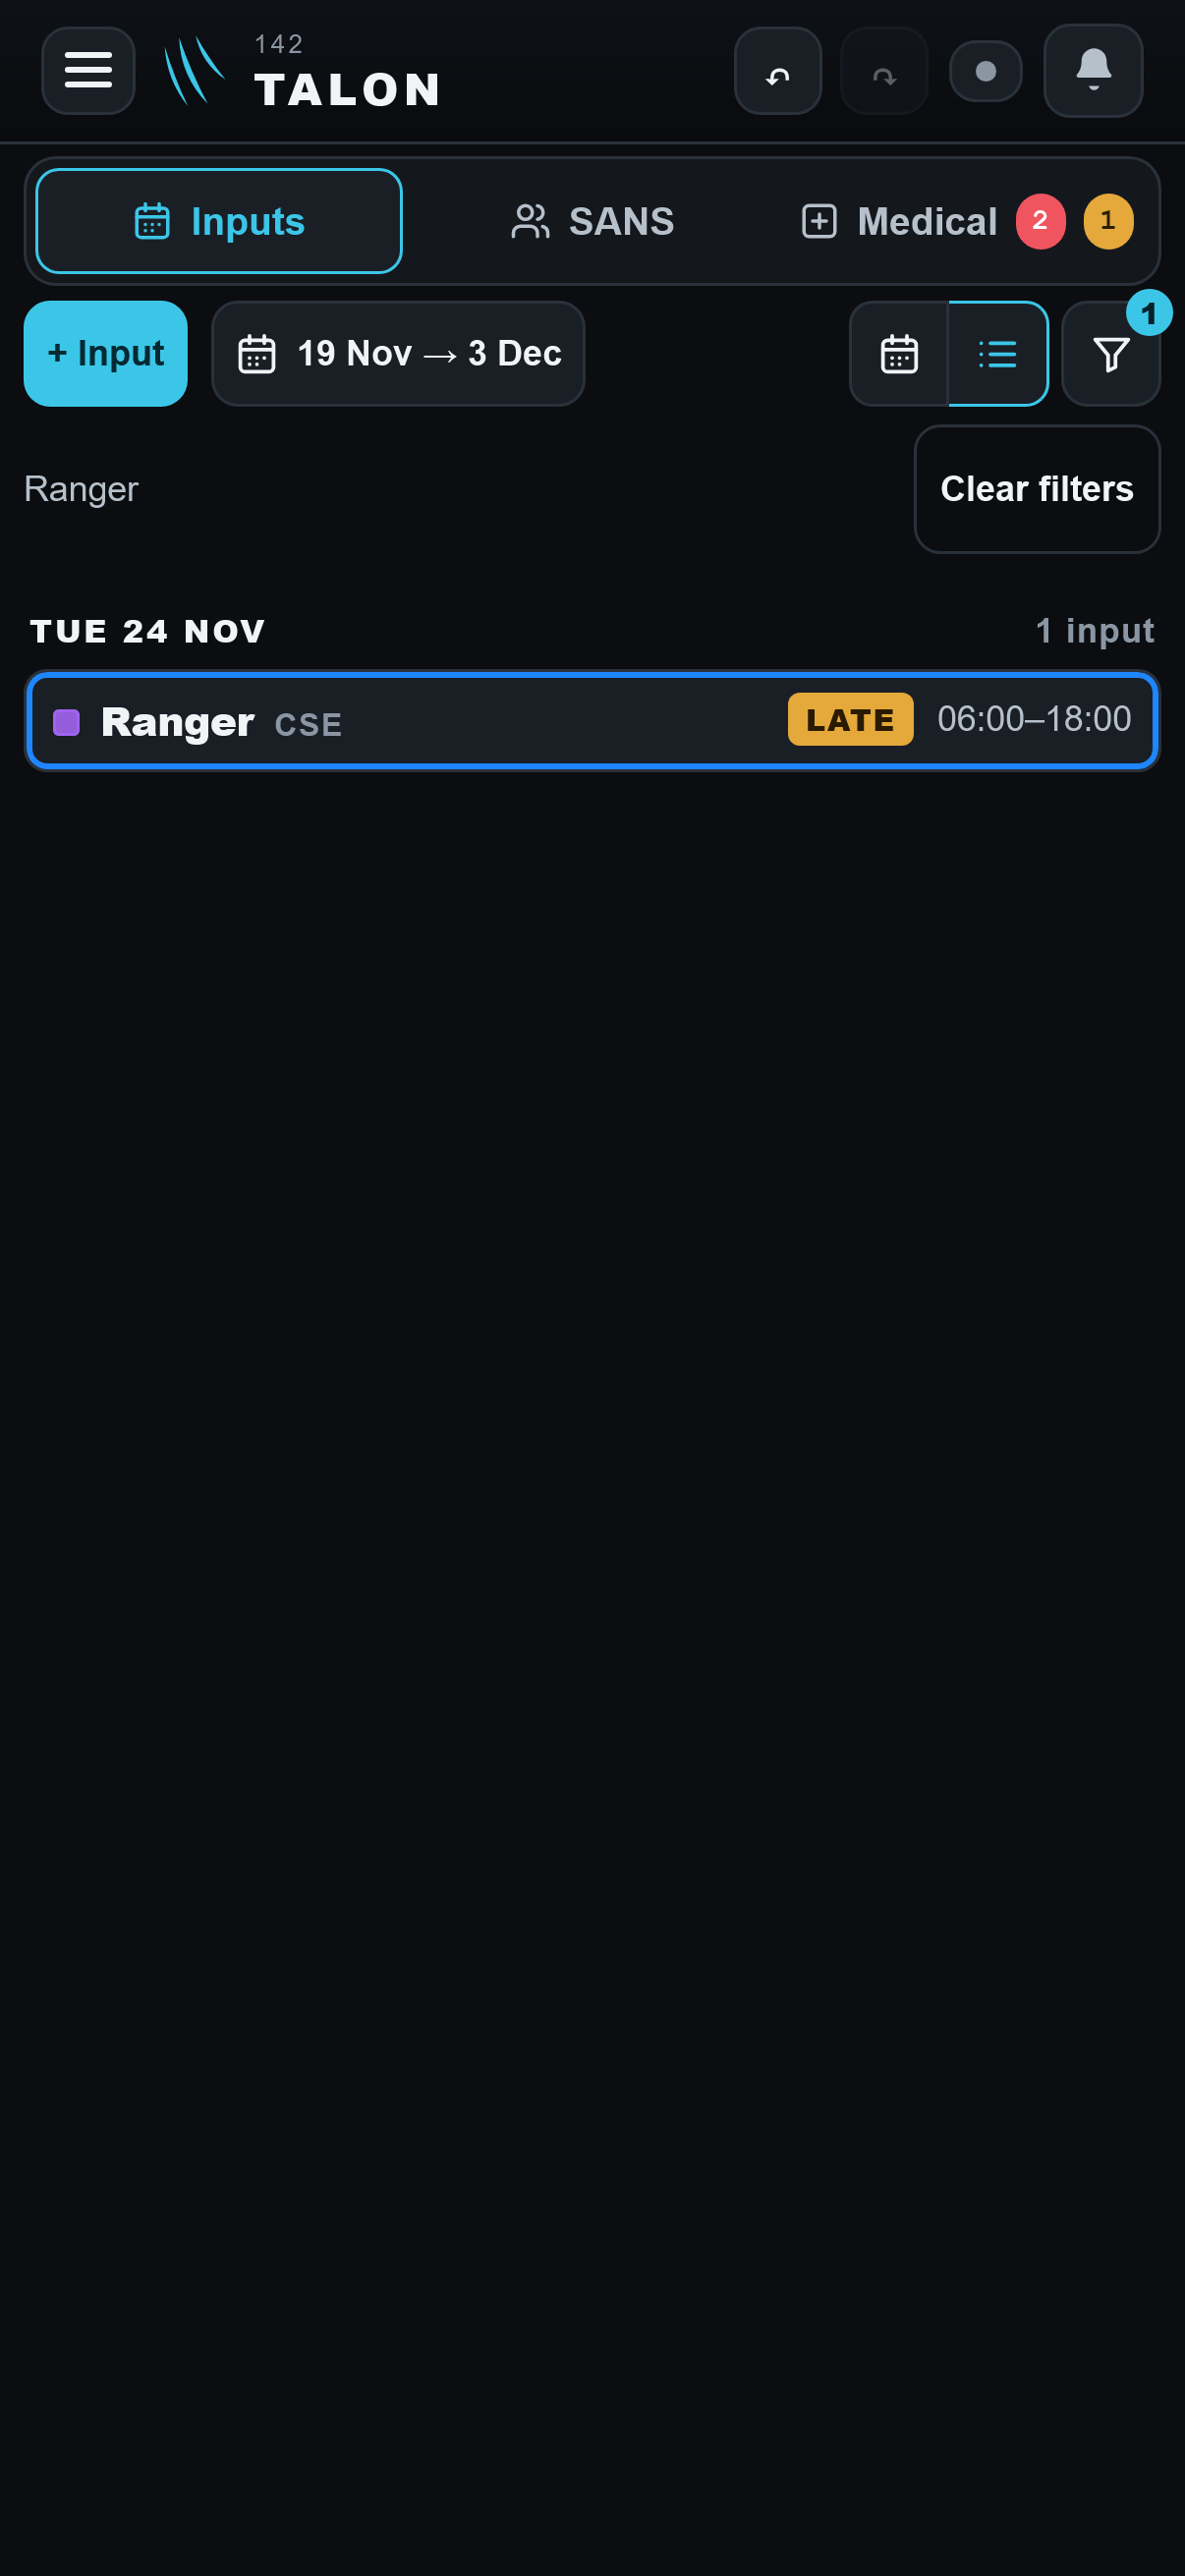 142
TALON
Inputs
SANS
Medical 2 1
+ Input
19 Nov → 3 Dec
1
Ranger
Clear filters
TUE 24 NOV
1 input
Ranger CSE
LATE 06:00–18:00